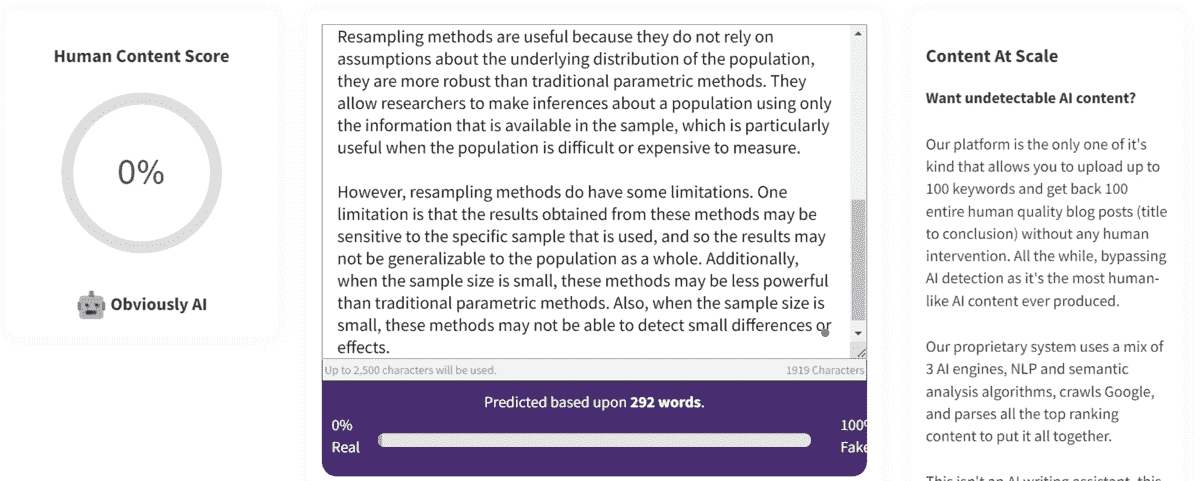 Human Content Score
0%
Obviously AI
Resampling methods are useful because they do not rely on
assumptions about the underlying distribution of the population,
they are more robust than traditional parametric methods. They
allow researchers to make inferences about a population using only
the information that is available in the sample, which is particularly
useful when the population is difficult or expensive to measure.
However, resampling methods do have some limitations. One
limitation is that the results obtained from these methods may be
sensitive to the specific sample that is used, and so the results may
not be generalizable to the population as a whole. Additionally,
when the sample size is small, these methods may be less powerful
than traditional parametric methods. Also, when the sample size is
small, these methods may not be able to detect small differences or
effects.
Up to 2,500 characters will be used.
1919 Characters
Predicted based upon 292 words.
0%
Real
100%
Fake
Content At Scale
Want undetectable AI content?
Our platform is the only one of it's
kind that allows you to upload up to
100 keywords and get back 100
entire human quality blog posts (title
to conclusion) without any human
intervention. All the while, bypassing
AI detection as it's the most human-
like AI content ever produced.
Our proprietary system uses a mix of
3 AI engines, NLP and semantic
analysis algorithms, crawls Google,
and parses all the top ranking
content to put it all together.
This isn't an AI writing assistant, this